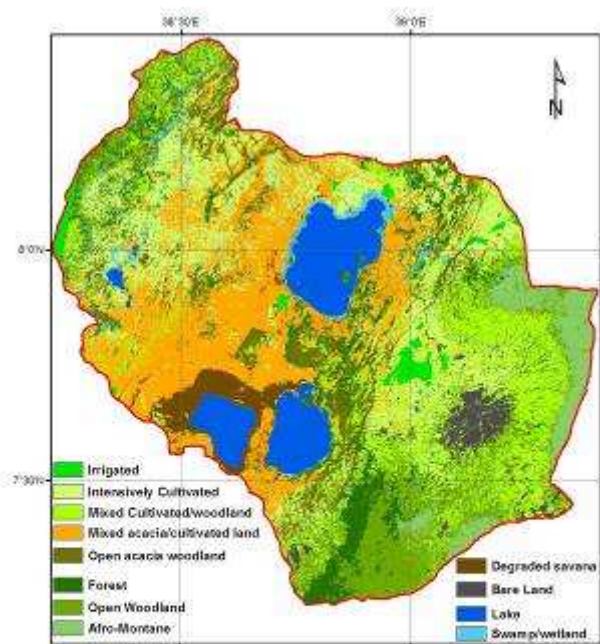 38°30'E 39°0'E
N
8°0'N
7°30'N
Irrigated
Intensively Cultivated
Mixed Cultivated/woodland
Mixed acacia/cultivated land
Open acacia woodland
Forest
Open Woodland
Afro-Montane
Degraded savana
Bare Land
Lake
Swamp/wetland